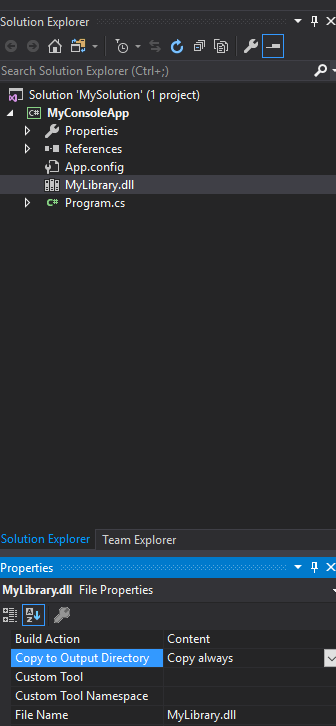 Solution Explorer
Search Solution Explorer (Ctrl+;)
Solution 'MySolution' (1 project)
C# MyConsoleApp
Properties
References
App.config
MyLibrary.dll
C# Program.cs
Solution Explorer Team Explorer
Properties
MyLibrary.dll File Properties
Build Action Content
Copy to Output Directory Copy always
Custom Tool
Custom Tool Namespace
File Name MyLibrary.dll